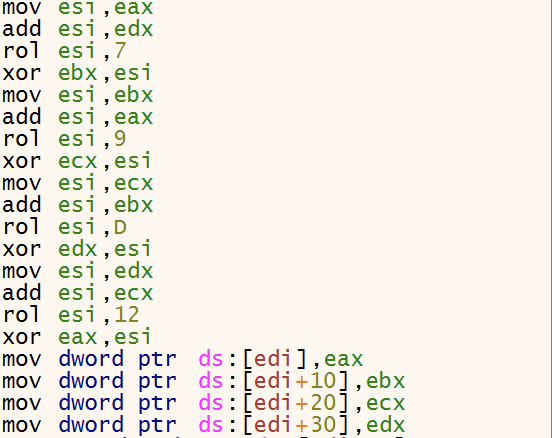 mov esi,eax
add esi,edx
rol esi,7
xor ebx,esi
mov esi,ebx
add esi,eax
rol esi,9
xor ecx,esi
mov esi,ecx
add esi,ebx
rol esi,D
xor edx,esi
mov esi,edx
add esi,ecx
rol esi,12
xor eax,esi
mov dword ptr ds:[edi],eax
mov dword ptr ds:[edi+10],ebx
mov dword ptr ds:[edi+20],ecx
mov dword ptr ds:[edi+30],edx